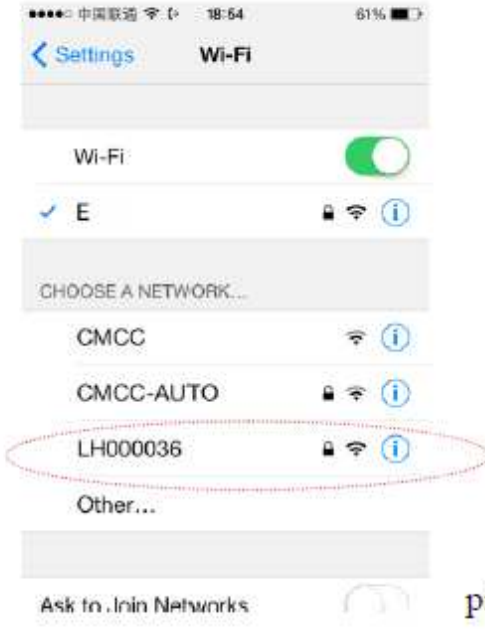 中国联通 18:54 61%
Settings Wi-Fi
Wi-Fi
E
CHOOSE A NETWORK...
CMCC
CMCC-AUTO
LH000036
Other...
Ask to Join Networks